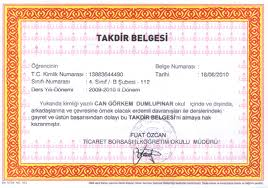 TAKDİR BELGESİ
Öğrencinin
Belge Numarası :
T.C. Kimlik Numarası : 13883644490
Tarihi : 18/06/2010
Sınıfı Numarası : 4. Sınıf / B Şubesi - 112
Ders Yılı-Dönemi : 2009-2010 II Dönem
Yukarıda kimliği yazılı CAN GÖRKEM DUMLUPINAR okul içinde ve dışında,
arkadaşlarına ve çevresine örnek olacak erdemli davranışları ile derslerindeki
gayret ve üstün başarısından dolayı bu TAKDİR BELGESİ'ni almaya hak
kazanmıştır.
FUAT ÖZCAN
TİCARET BORSASI İLKÖĞRETİM OKULU MÜDÜRÜ